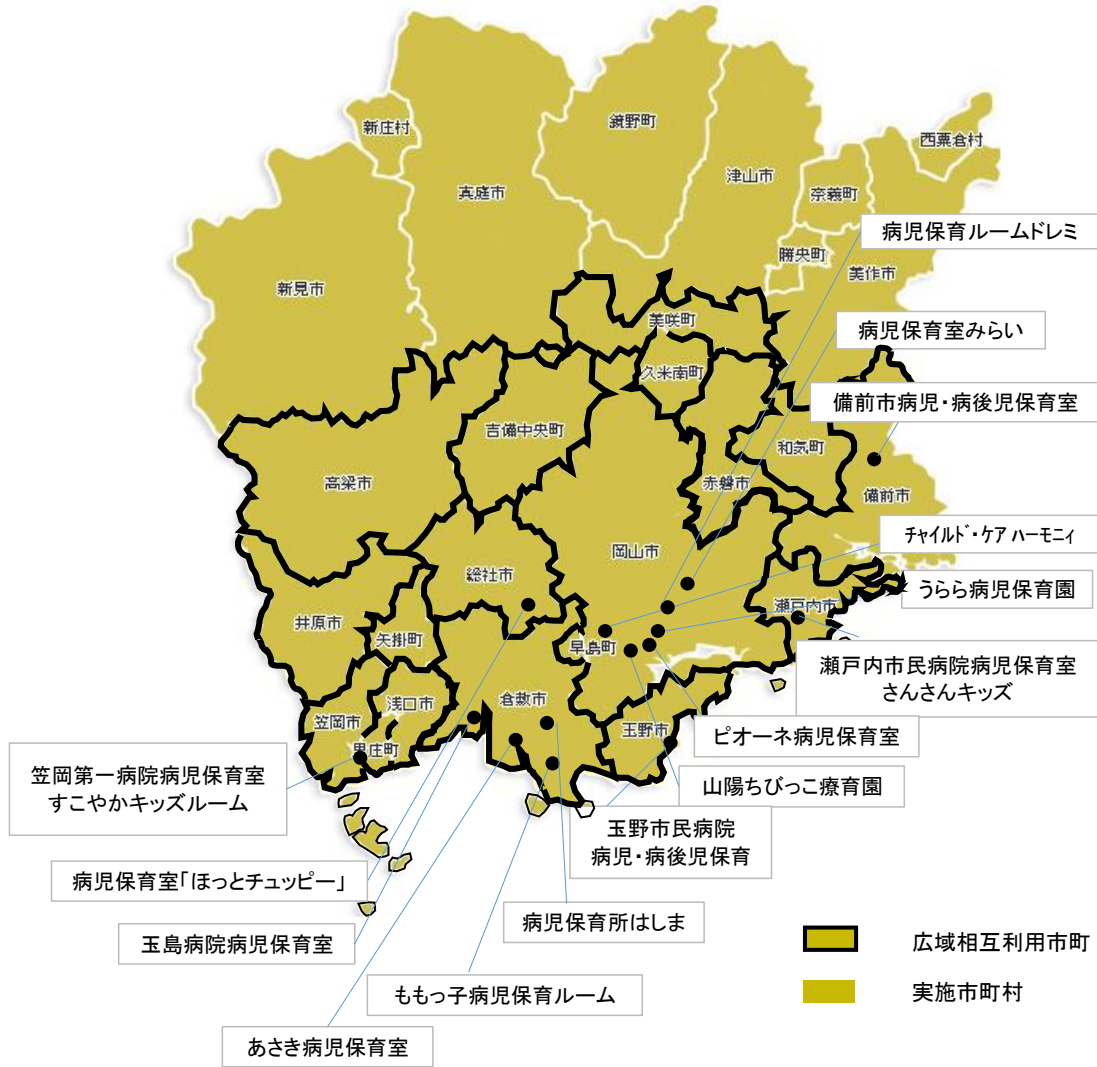 新庄村
鏡野町
西粟倉村
真庭市
津山市
奈義町
病児保育ルームドレミ
勝央町
美作市
新見市
美咲町
病児保育室みらい
久米南町
備前市病児・病後児保育室
吉備中央町
和気町
高梁市
赤磐市
備前市
チャイルド・ケア ハーモニィ
岡山市
総社市
うらら病児保育園
瀬戸内市
井原市
矢掛町
早島町
瀬戸内市民病院病児保育室
さんさんキッズ
浅口市
倉敷市
笠岡市
玉野市
ピオーネ病児保育室
里庄町
笠岡第一病院病児保育室
すこやかキッズルーム
山陽ちびっこ療育園
玉野市民病院
病児・病後児保育
病児保育室「ほっとチュッピー」
病児保育所はしま
玉島病院病児保育室
広域相互利用市町
ももっ子病児保育ルーム
実施市町村
あさき病児保育室